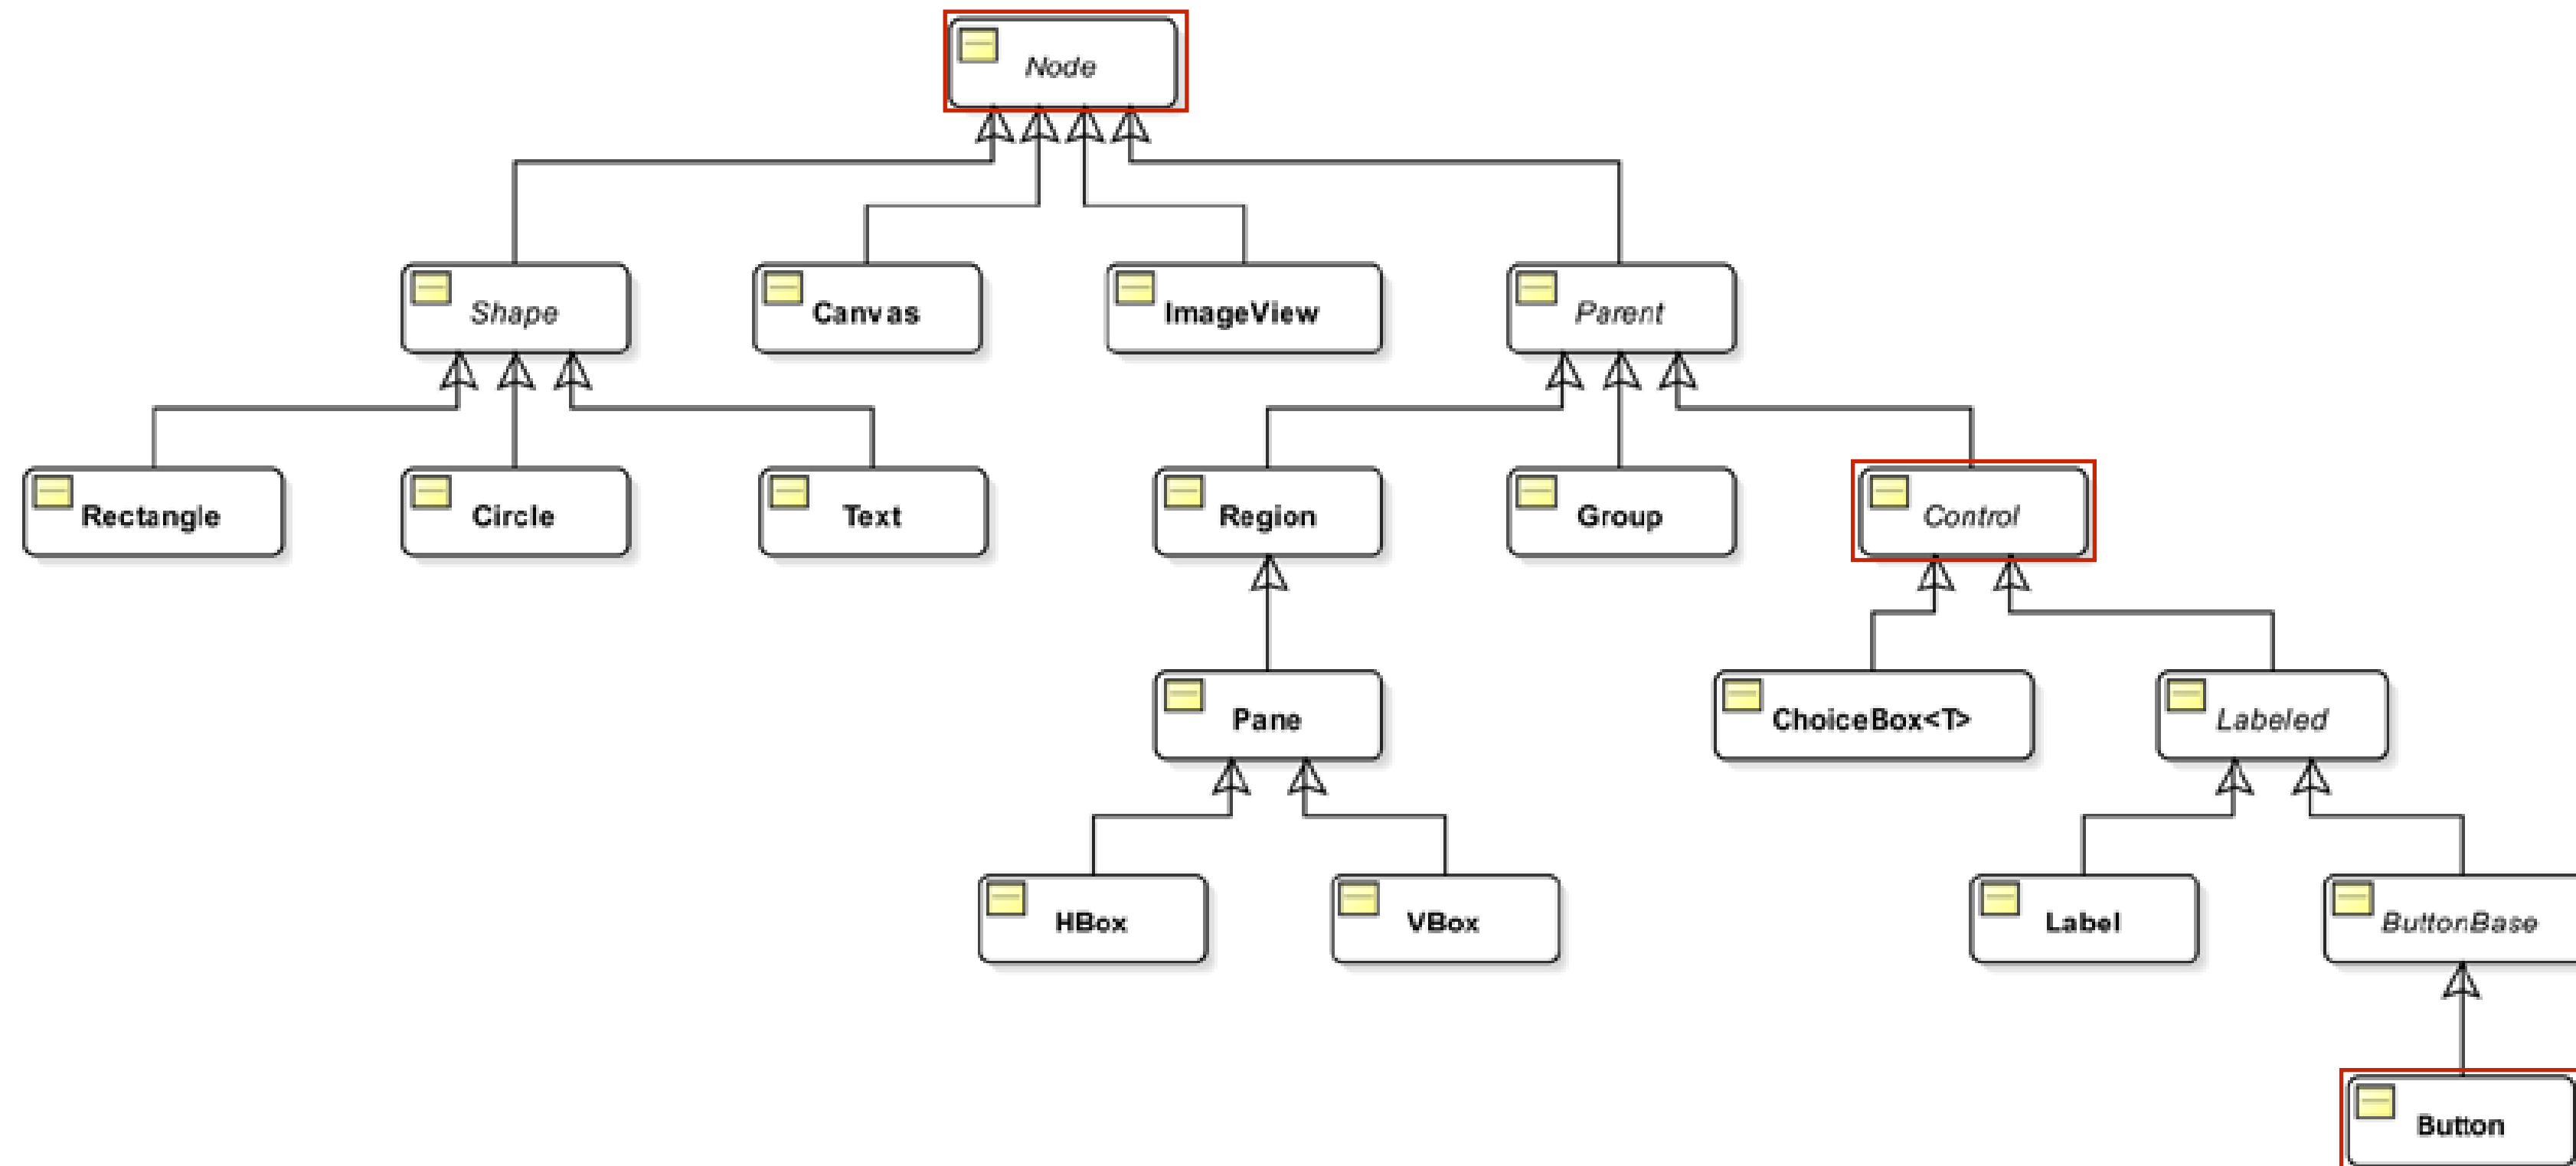 Node
Shape
Canvas
ImageView
Parent
Rectangle
Circle
Text
Region
Group
Control
Pane
ChoiceBox<T>
Labeled
HBox
VBox
Label
ButtonBase
Button